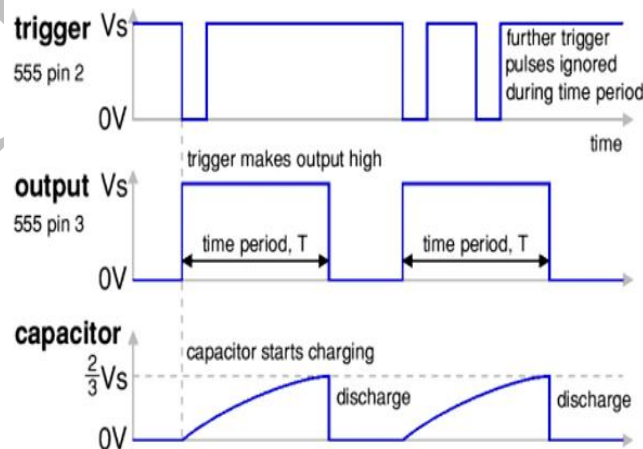 trigger Vs
555 pin 2
0V
further trigger
pulses ignored
during time period
time
trigger makes output high
output Vs
555 pin 3
time period, T
time period, T
0V
capacitor
2/3Vs
capacitor starts charging
discharge
discharge
0V